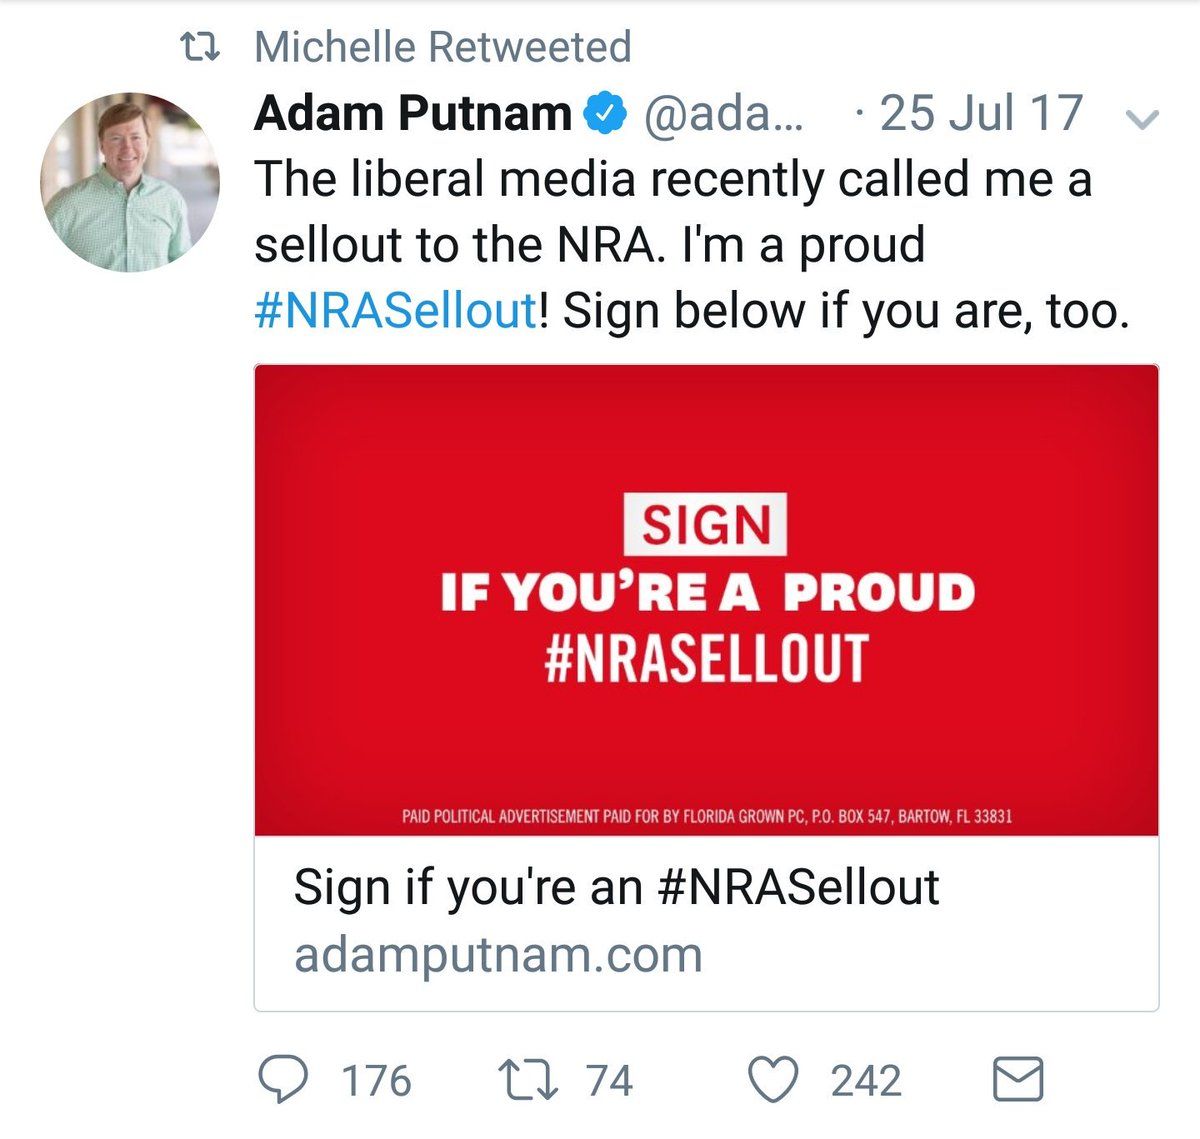 Michelle Retweeted
Adam Putnam @ada... · 25 Jul 17
The liberal media recently called me a
sellout to the NRA. I'm a proud
#NRASellout! Sign below if you are, too.
SIGN
IF YOU'RE A PROUD
#NRASELLOUT
PAID POLITICAL ADVERTISEMENT PAID FOR BY FLORIDA GROWN PC, P.O. BOX 547, BARTOW, FL 33831
Sign if you're an #NRASellout
adamputnam.com
176 74 242